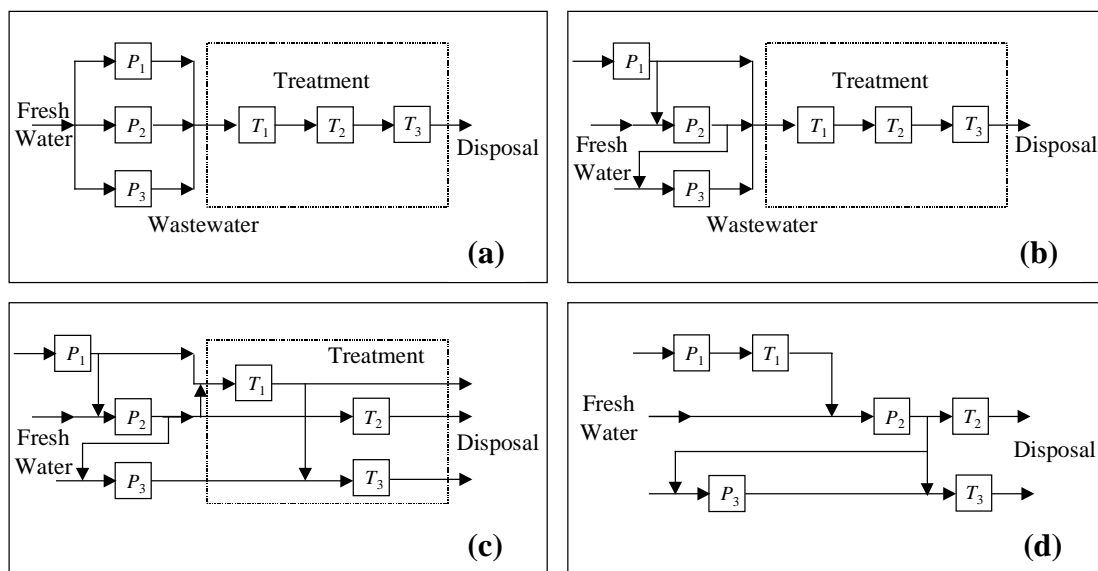 P1
Treatment
Fresh
Water
P2
T1
T2
T3
Disposal
P3
Wastewater
(a)
P1
Treatment
P2
T1
T2
T3
Fresh
Water
Disposal
P3
Wastewater
(b)
P1
Treatment
T1
P2
T2
Fresh
Water
Disposal
P3
T3
(c)
P1
T1
Fresh
Water
P2
T2
Disposal
P3
T3
(d)